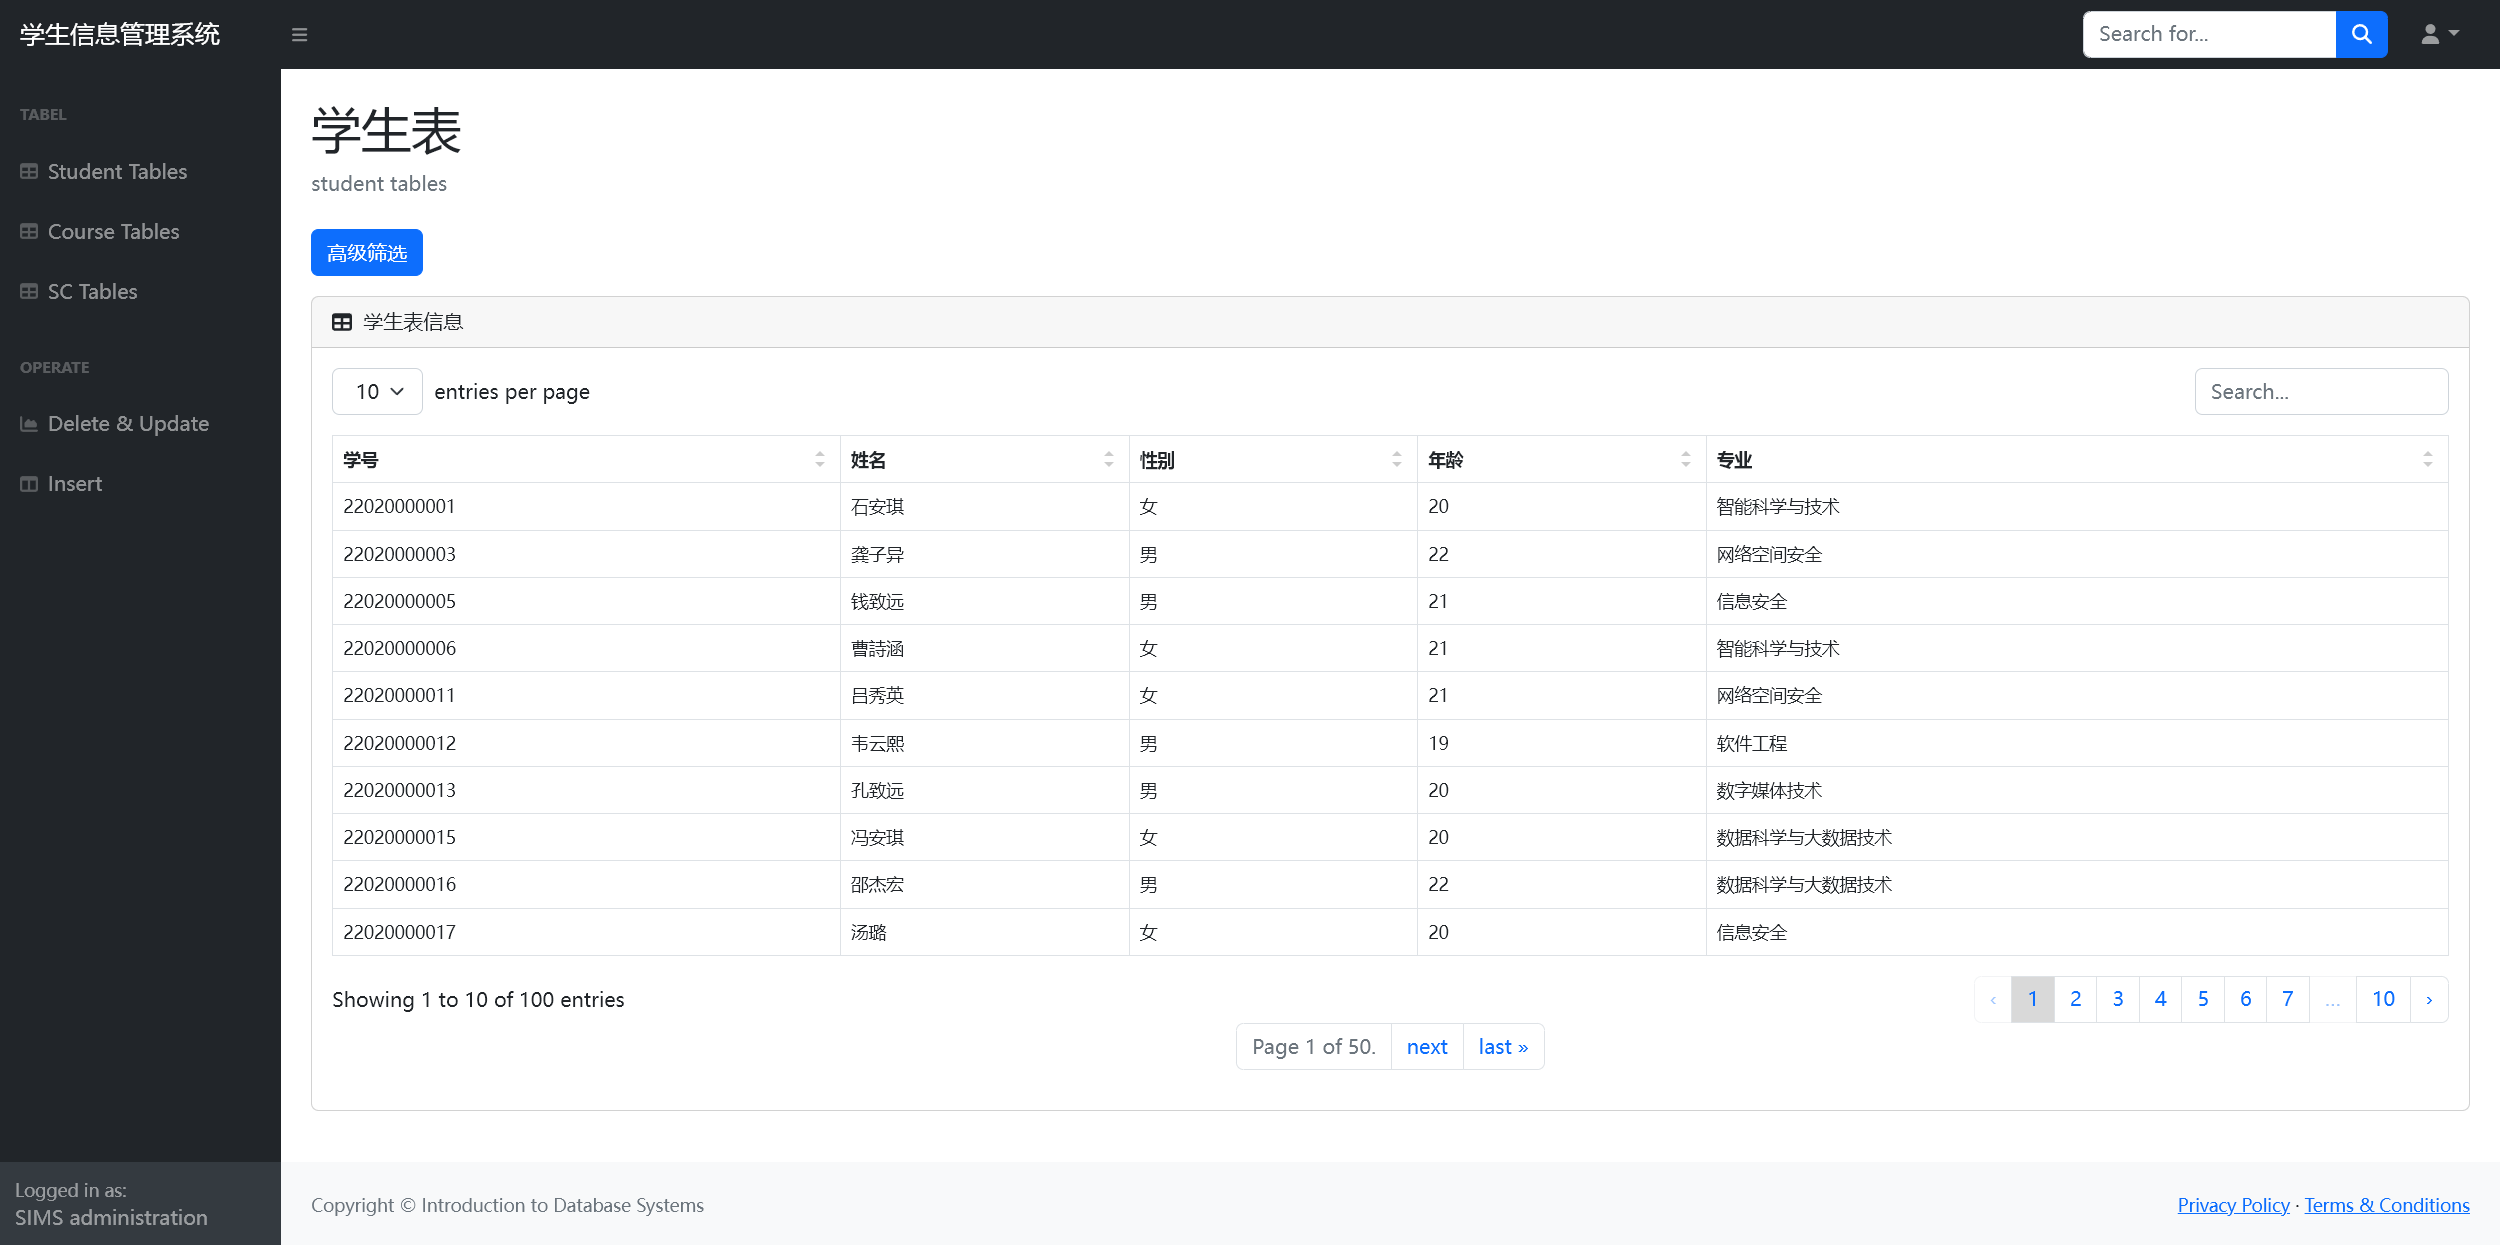 学生信息管理系统
Search for...
TABEL
Student Tables
Course Tables
SC Tables
OPERATE
Delete & Update
Insert
Logged in as:
SIMS administration
学生表
student tables
高级筛选
学生表信息
10 entries per page
Search...
学号 姓名 性别 年龄 专业
22020000001 石安琪 女 20 智能科学与技术
22020000003 龚子异 男 22 网络空间安全
22020000005 钱致远 男 21 信息安全
22020000006 曹詩涵 女 21 智能科学与技术
22020000011 吕秀英 女 21 网络空间安全
22020000012 韦云熙 男 19 软件工程
22020000013 孔致远 男 20 数字媒体技术
22020000015 冯安琪 女 20 数据科学与大数据技术
22020000016 邵杰宏 男 22 数据科学与大数据技术
22020000017 汤璐 女 20 信息安全
Showing 1 to 10 of 100 entries
‹ 1 2 3 4 5 6 7 … 10 ›
Page 1 of 50. next last »
Copyright © Introduction to Database Systems
Privacy Policy · Terms & Conditions